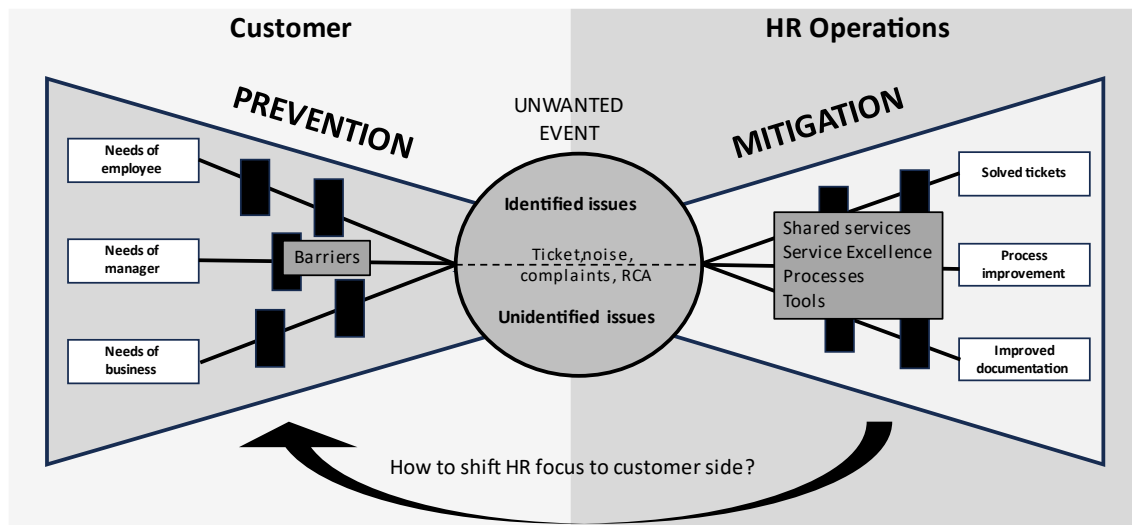 Customer
HR Operations
PREVENTION
UNWANTED
EVENT
MITIGATION
Needs of
employee
Needs of
manager
Needs of
business
Barriers
Identified issues
Ticket,noise,
complaints, RCA
Unidentified issues
Shared services
Service Excellence
Processes
Tools
Solved tickets
Process
improvement
Improved
documentation
How to shift HR focus to customer side?